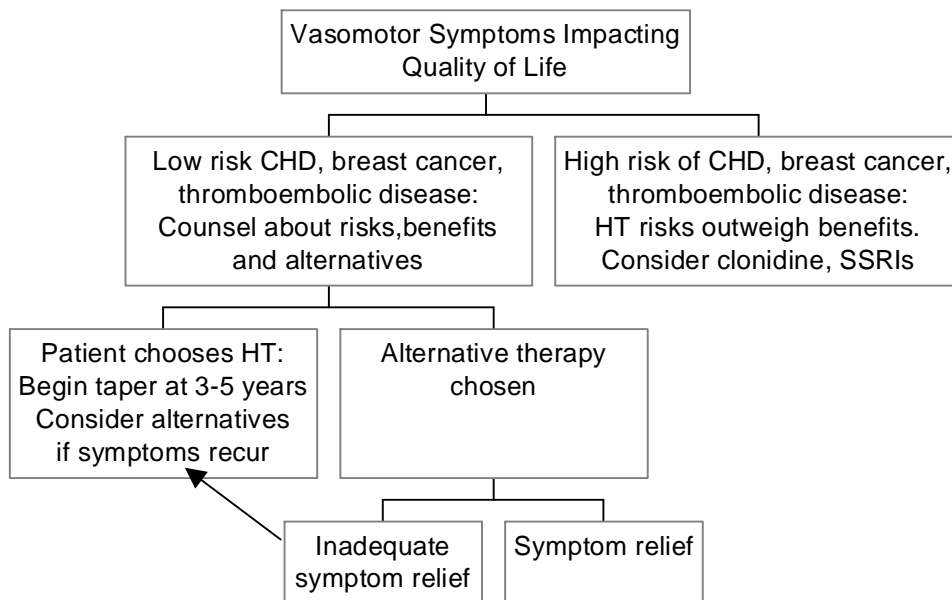 Vasomotor Symptoms Impacting
Quality of Life
Low risk CHD, breast cancer,
thromboembolic disease:
Counsel about risks,benefits
and alternatives
High risk of CHD, breast cancer,
thromboembolic disease:
HT risks outweigh benefits.
Consider clonidine, SSRIs
Patient chooses HT:
Begin taper at 3-5 years
Consider alternatives
if symptoms recur
Alternative therapy
chosen
Inadequate
symptom relief
Symptom relief